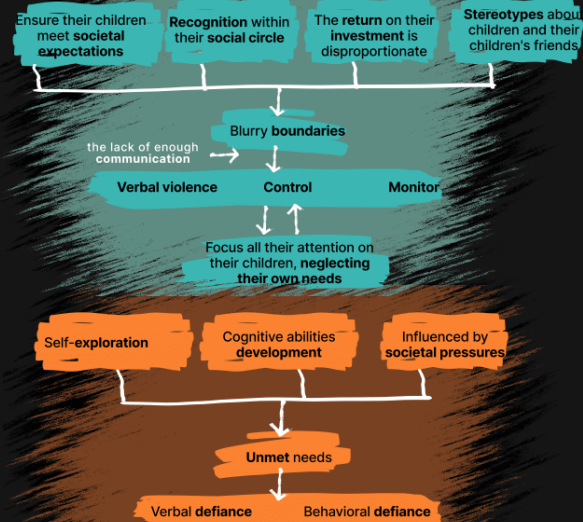 Ensure their children
meet societal
expectations
Recognition within
their social circle
The return on their
investment is
disproportionate
Stereotypes about
children and their
children's friends
Blurry boundaries
the lack of enough
communication
Verbal violence Control Monitor
Focus all their attention on
their children, neglecting
their own needs
Self-exploration
Cognitive abilities
development
Influenced by
societal pressures
Unmet needs
Verbal defiance Behavioral defiance